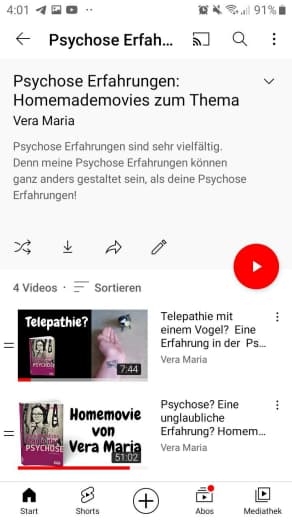 4:01
91%
Psychose Erfah...
Psychose Erfahrungen:
Homemademovies zum Thema
Vera Maria
Psychose Erfahrungen sind sehr vielfältig.
Denn meine Psychose Erfahrungen können
ganz anders gestaltet sein, als deine Psychose
Erfahrungen!
4 Videos
Sortieren
Telepathie?
PSYCHOSE
7:44
Telepathie mit
einem Vogel? Eine
Erfahrung in der Ps...
Vera Maria
Homemovie
von
Vera Maria
PSYCHOSE
51:02
Psychose? Eine
unglaubliche
Erfahrung? Homem...
Vera Maria
Start
Shorts
Abos
Mediathek